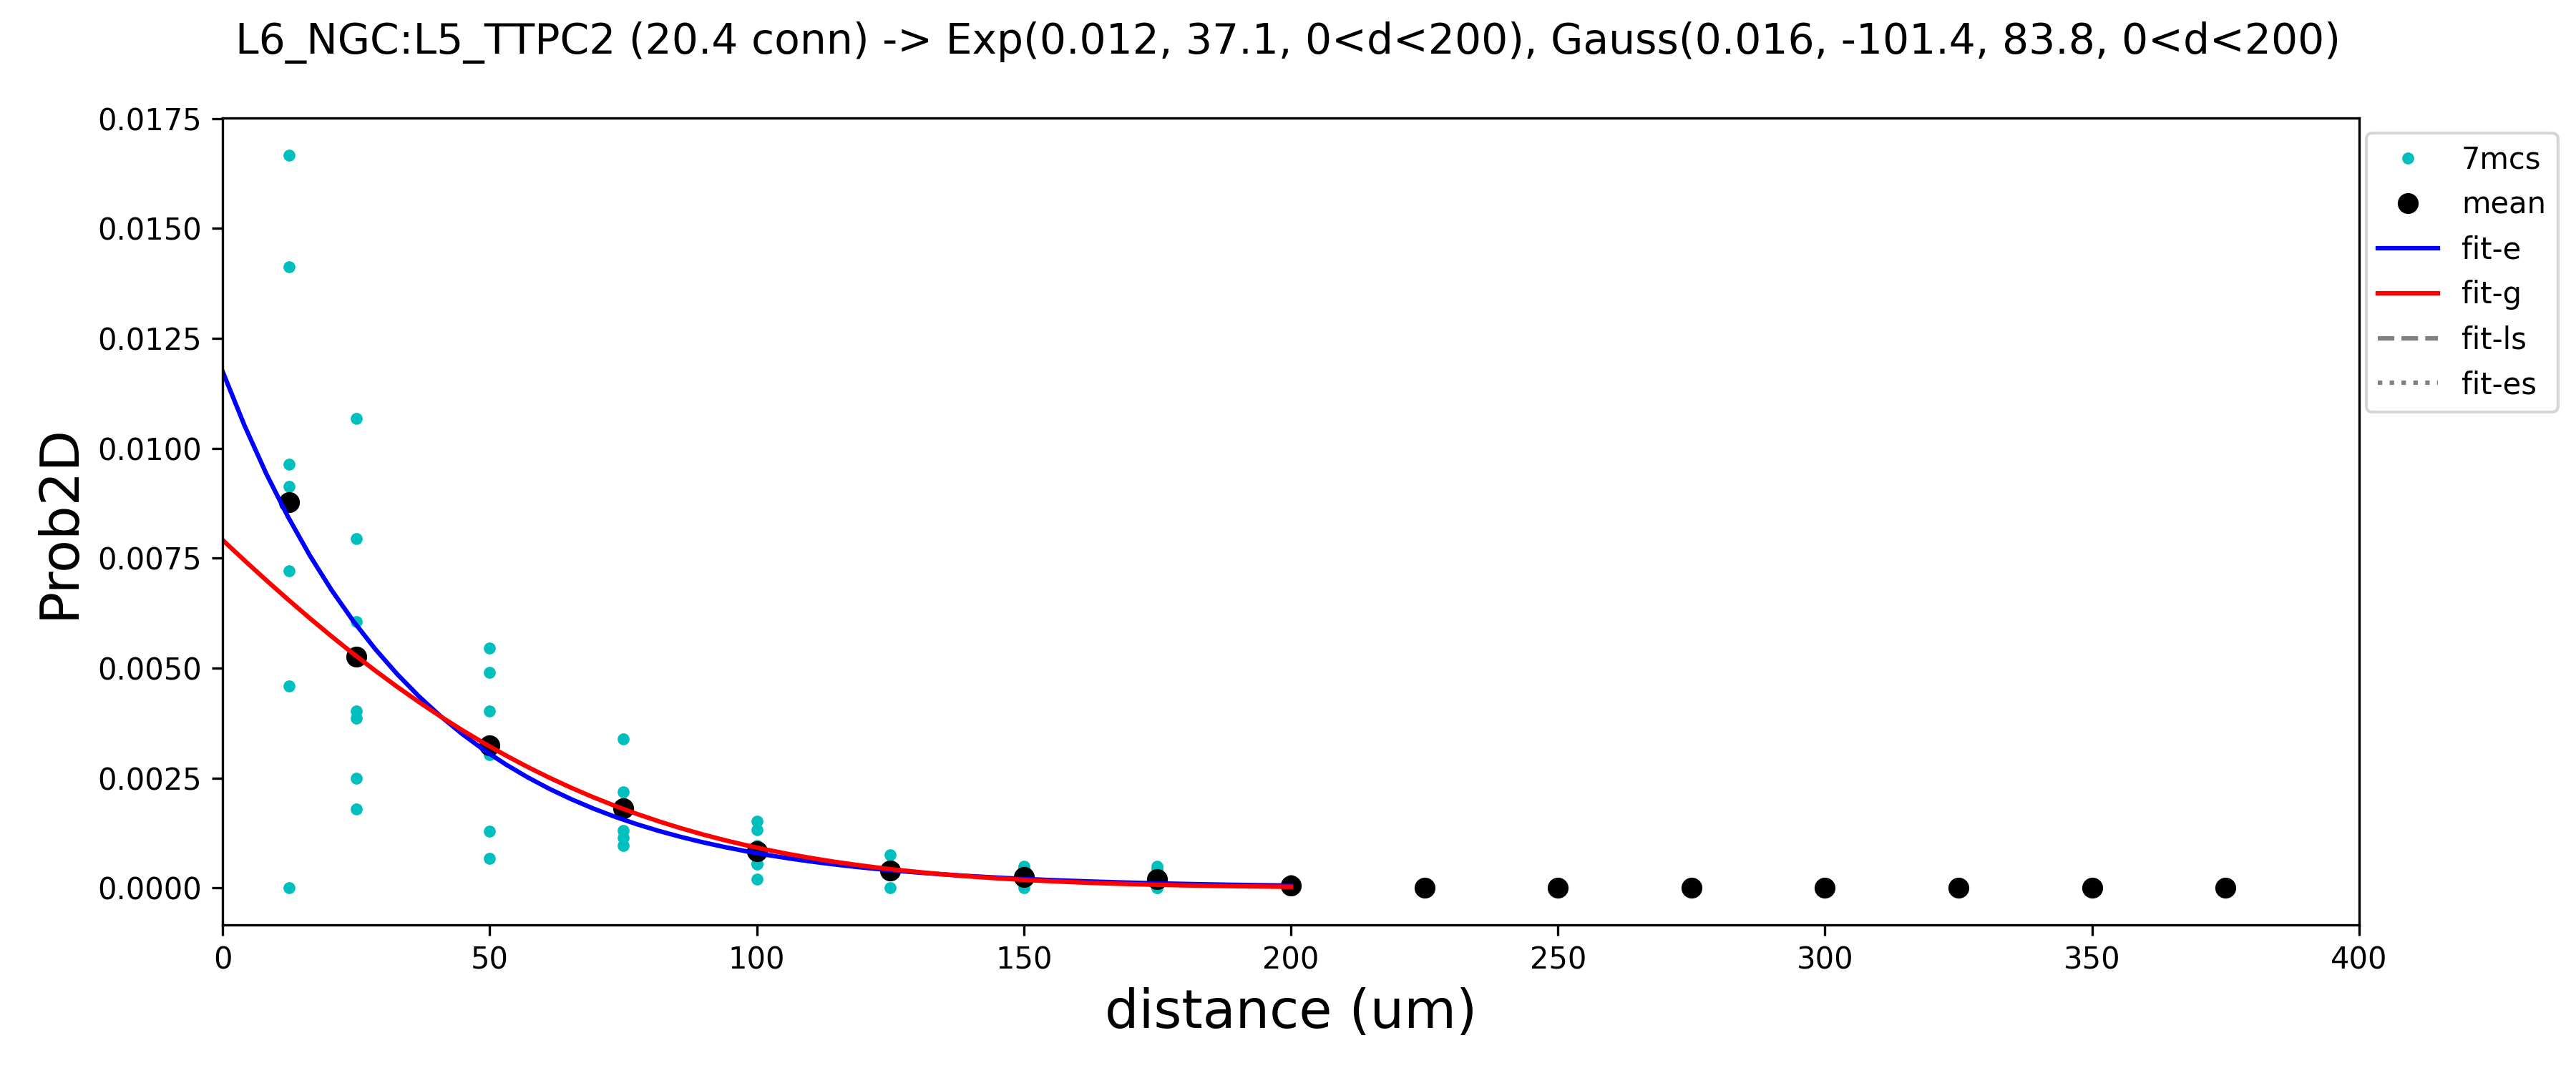 L6_NGC:L5_TTPC2 (20.4 conn) -> Exp(0.012, 37.1, 0<d<200), Gauss(0.016, -101.4, 83.8, 0<d<200)
0.0175
0.0150
0.0125
0.0100
0.0075
0.0050
0.0025
0.0000
Prob2D
0 50 100 150 200 250 300 350 400
distance (um)
7mcs
mean
fit-e
fit-g
fit-ls
fit-es